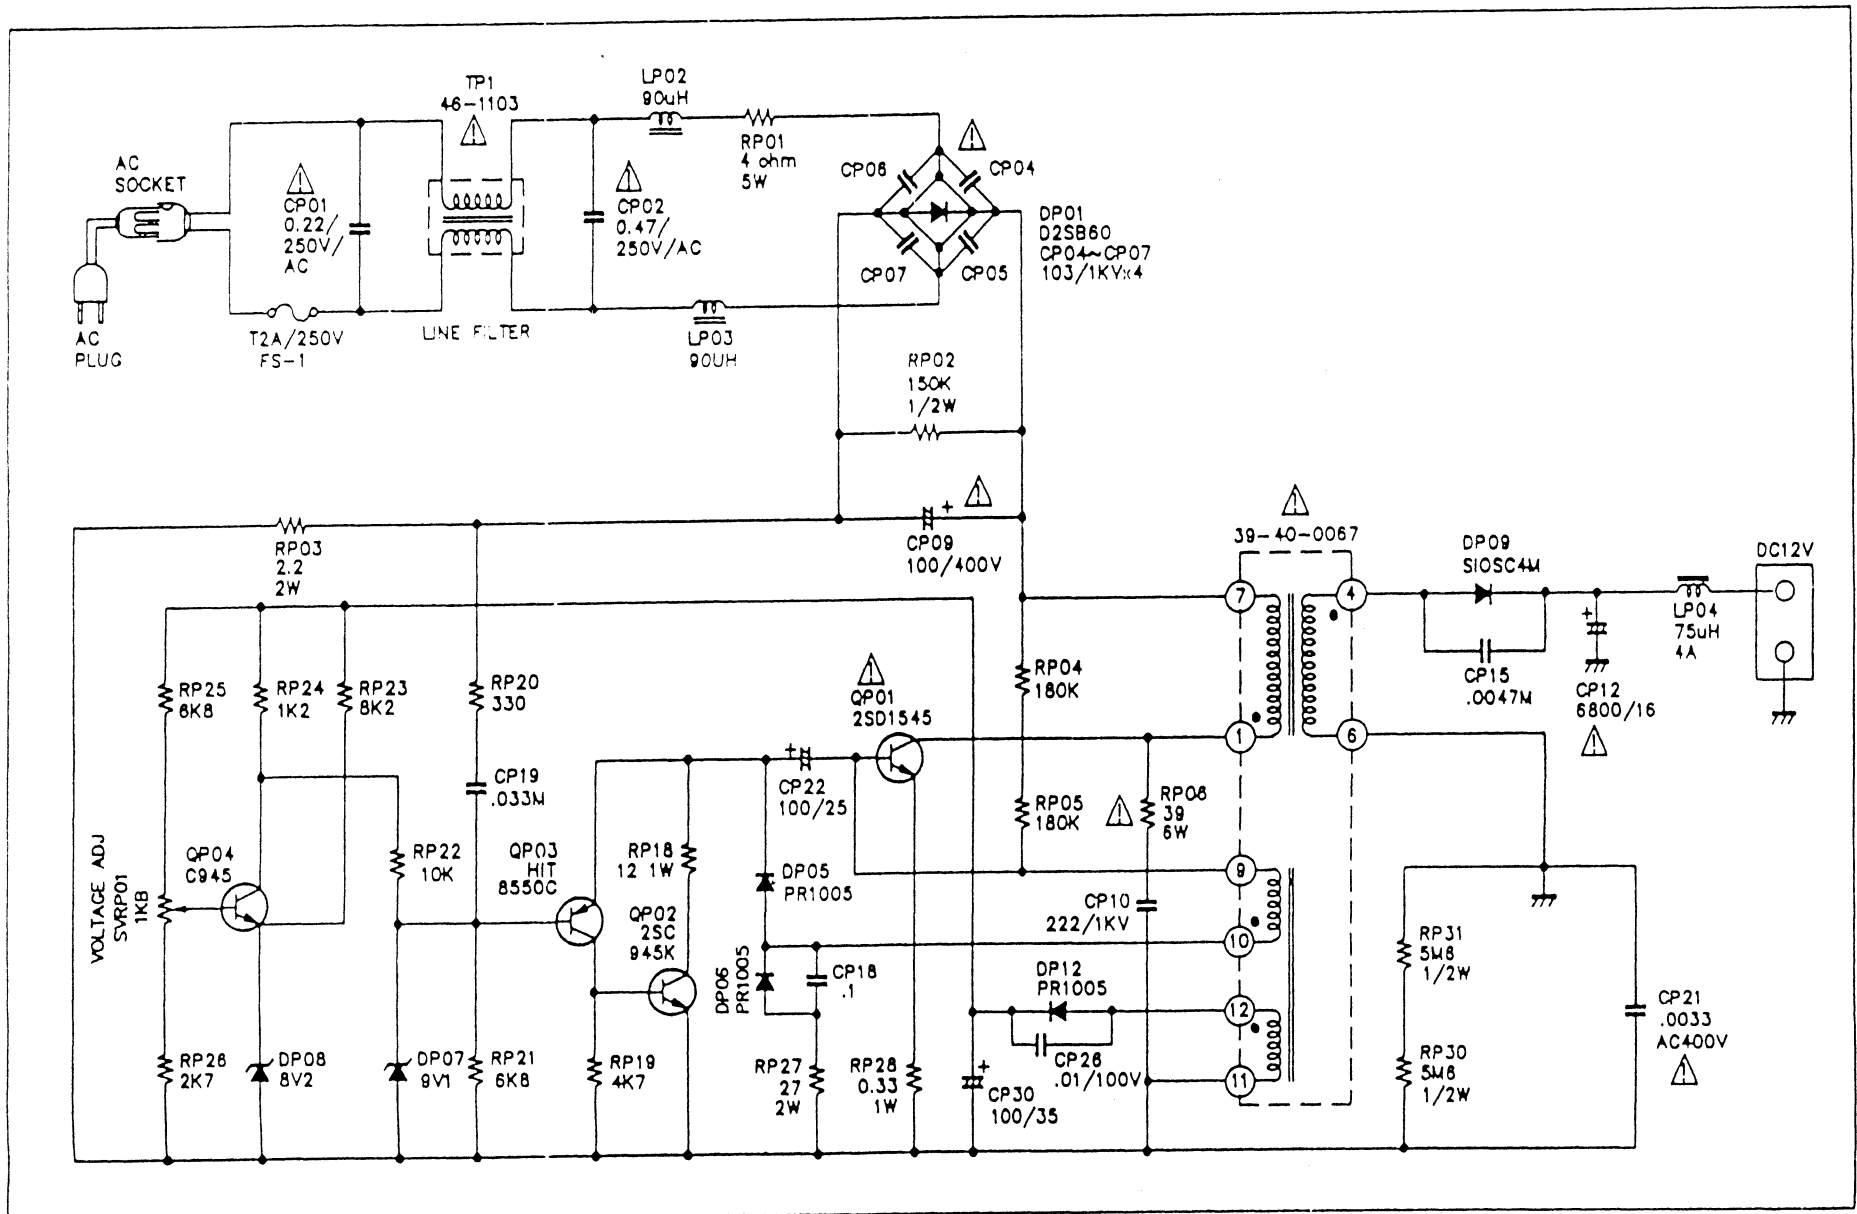 TP1
46-1103
LP02
90uH
RP01
4 ohm
5W
AC
SOCKET
CP01
0.22/
250V/
AC
CP02
0.47/
250V/AC
CP06
CP04
CP07
CP05
DP01
D2SB60
CP04~CP07
103/1KVx4
AC
PLUG
T2A/250V
FS-1
LINE FILTER
LP03
90UH
RP02
150K
1/2W
RP03
2.2
2W
CP09
100/400V
+
39-40-0067
DP09
SIOSC4M
DC12V
7
4
LP04
75uH
4A
+
CP15
.0047M
CP12
6800/16
RP25
6K8
RP24
1K2
RP23
8K2
RP20
330
QP01
2SD1545
RP04
180K
1
6
CP19
.033M
+
CP22
100/25
RP05
180K
RP06
39
6W
VOLTAGE ADJ
SVRP01
1KB
QP04
C945
RP22
10K
QP03
HIT
8550C
RP18
12 1W
DP05
PR1005
9
QP02
2SC
945K
CP10
222/1KV
10
RP31
5M6
1/2W
DP06
PR1005
CP18
.1
DP12
PR1005
12
CP21
.0033
AC400V
RP26
2K7
DP08
8V2
DP07
9V1
RP21
6K8
RP19
4K7
RP27
27
2W
RP28
0.33
1W
+
CP30
100/35
CP26
.01/100V
11
RP30
5M6
1/2W